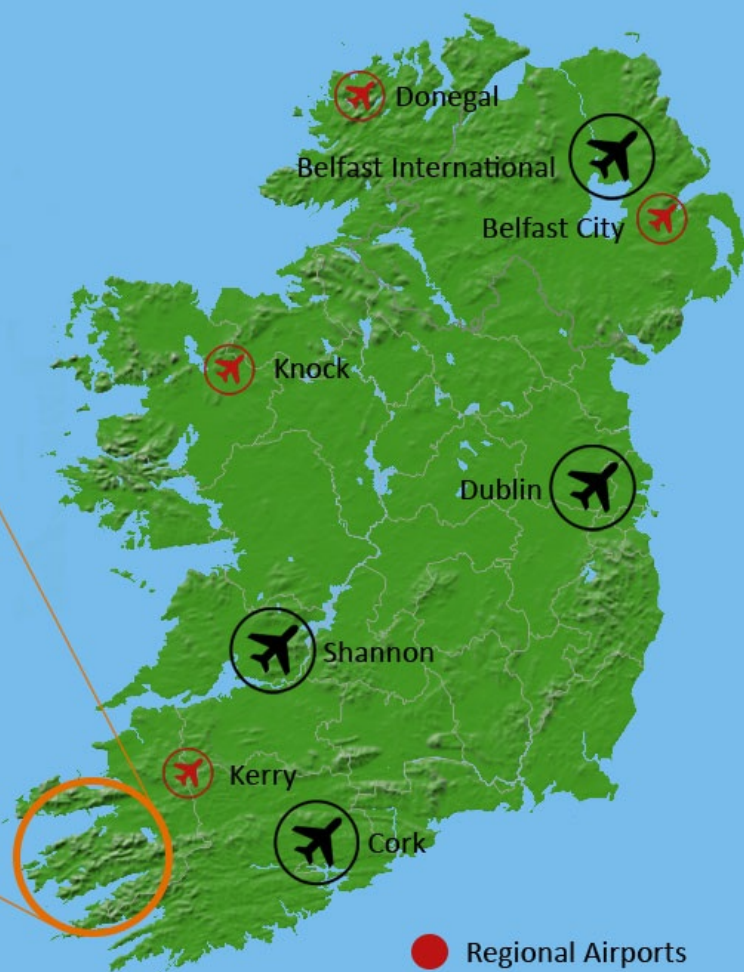 Donegal
Belfast International
Belfast City
Knock
Dublin
Shannon
Kerry
Cork
Regional Airports